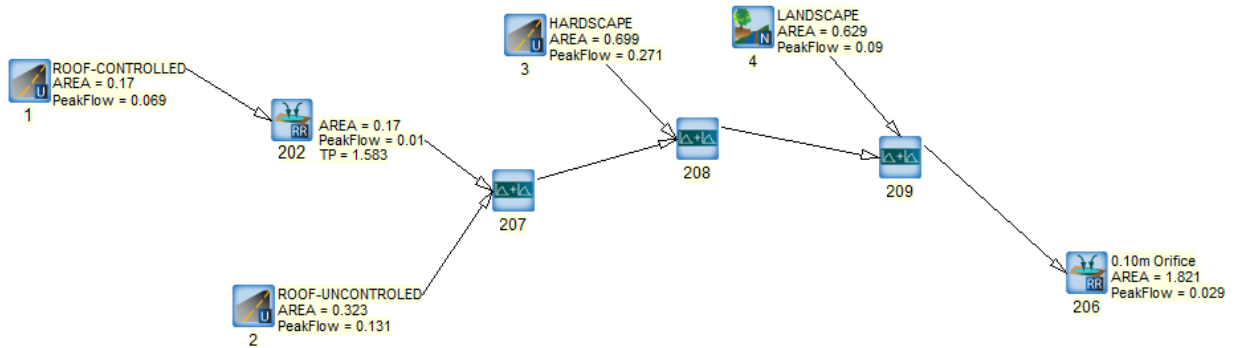 HARDSCAPE
AREA = 0.699
PeakFlow = 0.271
U
3
LANDSCAPE
AREA = 0.629
PeakFlow = 0.09
N
4
ROOF-CONTROLLED
AREA = 0.17
PeakFlow = 0.069
U
1
AREA = 0.17
PeakFlow = 0.01
TP = 1.583
RR
202
208
209
207
ROOF-UNCONTROLED
AREA = 0.323
PeakFlow = 0.131
U
2
0.10m Orifice
AREA = 1.821
PeakFlow = 0.029
RR
206